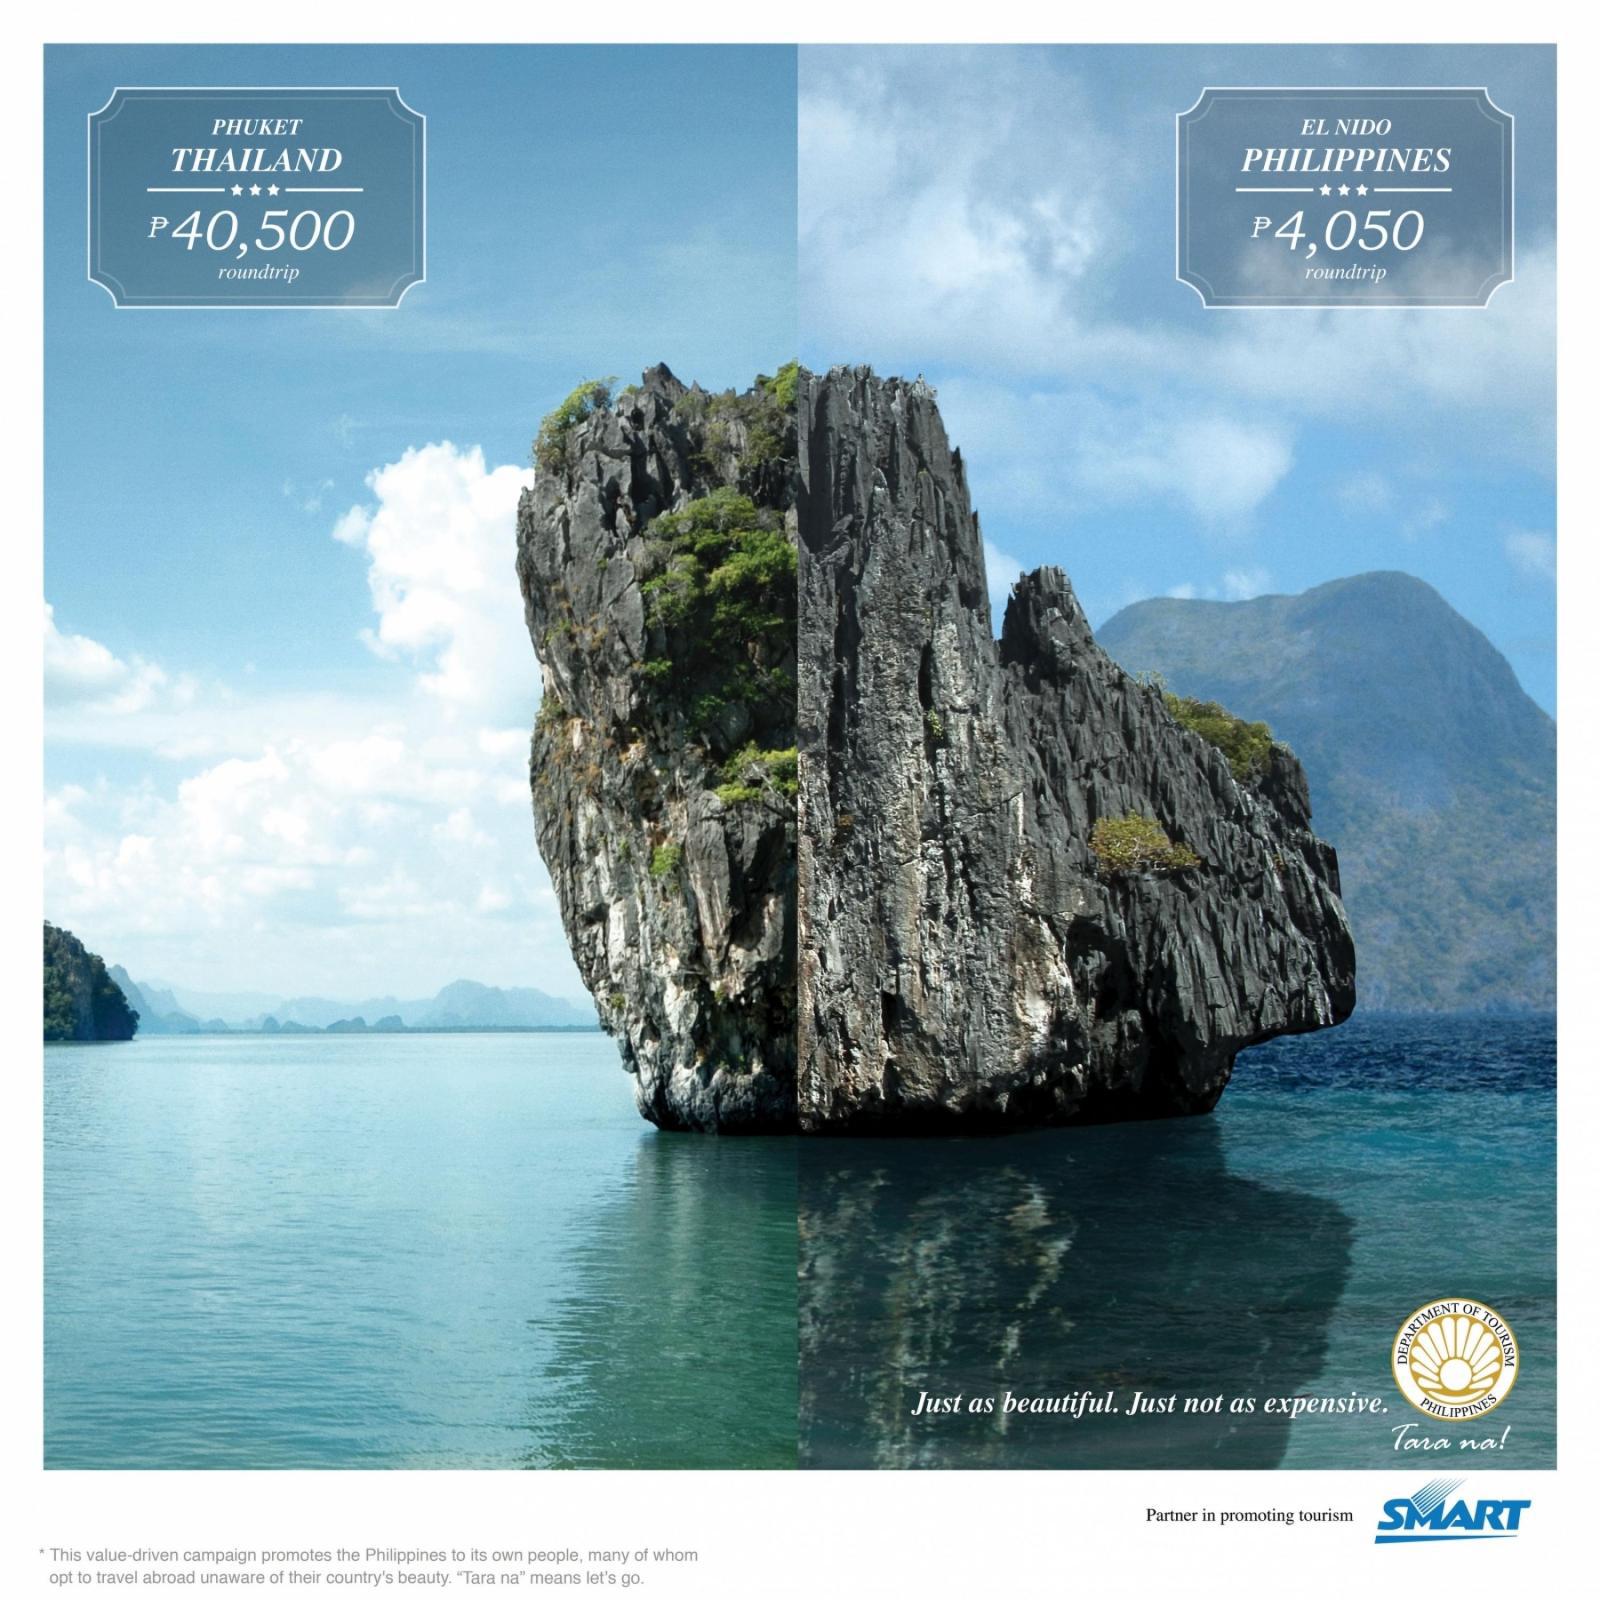 PHUKET
THAILAND
₱40,500
roundtrip
EL NIDO
PHILIPPINES
₱4,050
roundtrip
Just as beautiful. Just not as expensive.
DEPARTMENT OF TOURISM
PHILIPPINES
Tara na!
Partner in promoting tourism
SMART
* This value-driven campaign promotes the Philippines to its own people, many of whom
opt to travel abroad unaware of their country's beauty. “Tara na” means let's go.